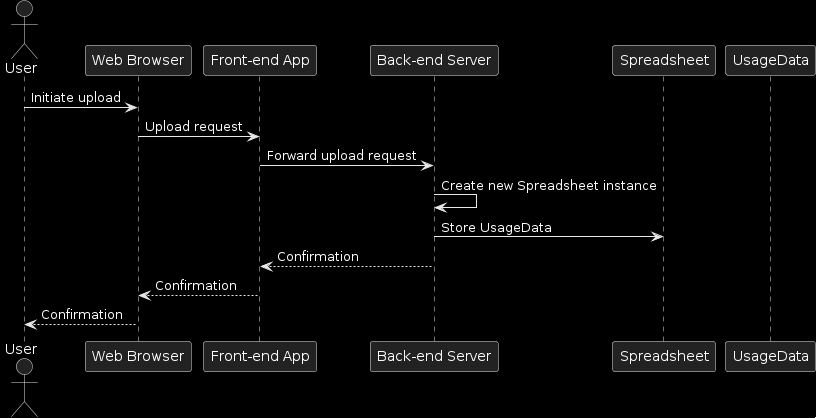 User
Web Browser
Front-end App
Back-end Server
Spreadsheet
UsageData
Initiate upload
Upload request
Forward upload request
Create new Spreadsheet instance
Store UsageData
Confirmation
Confirmation
Confirmation
User
Web Browser
Front-end App
Back-end Server
Spreadsheet
UsageData